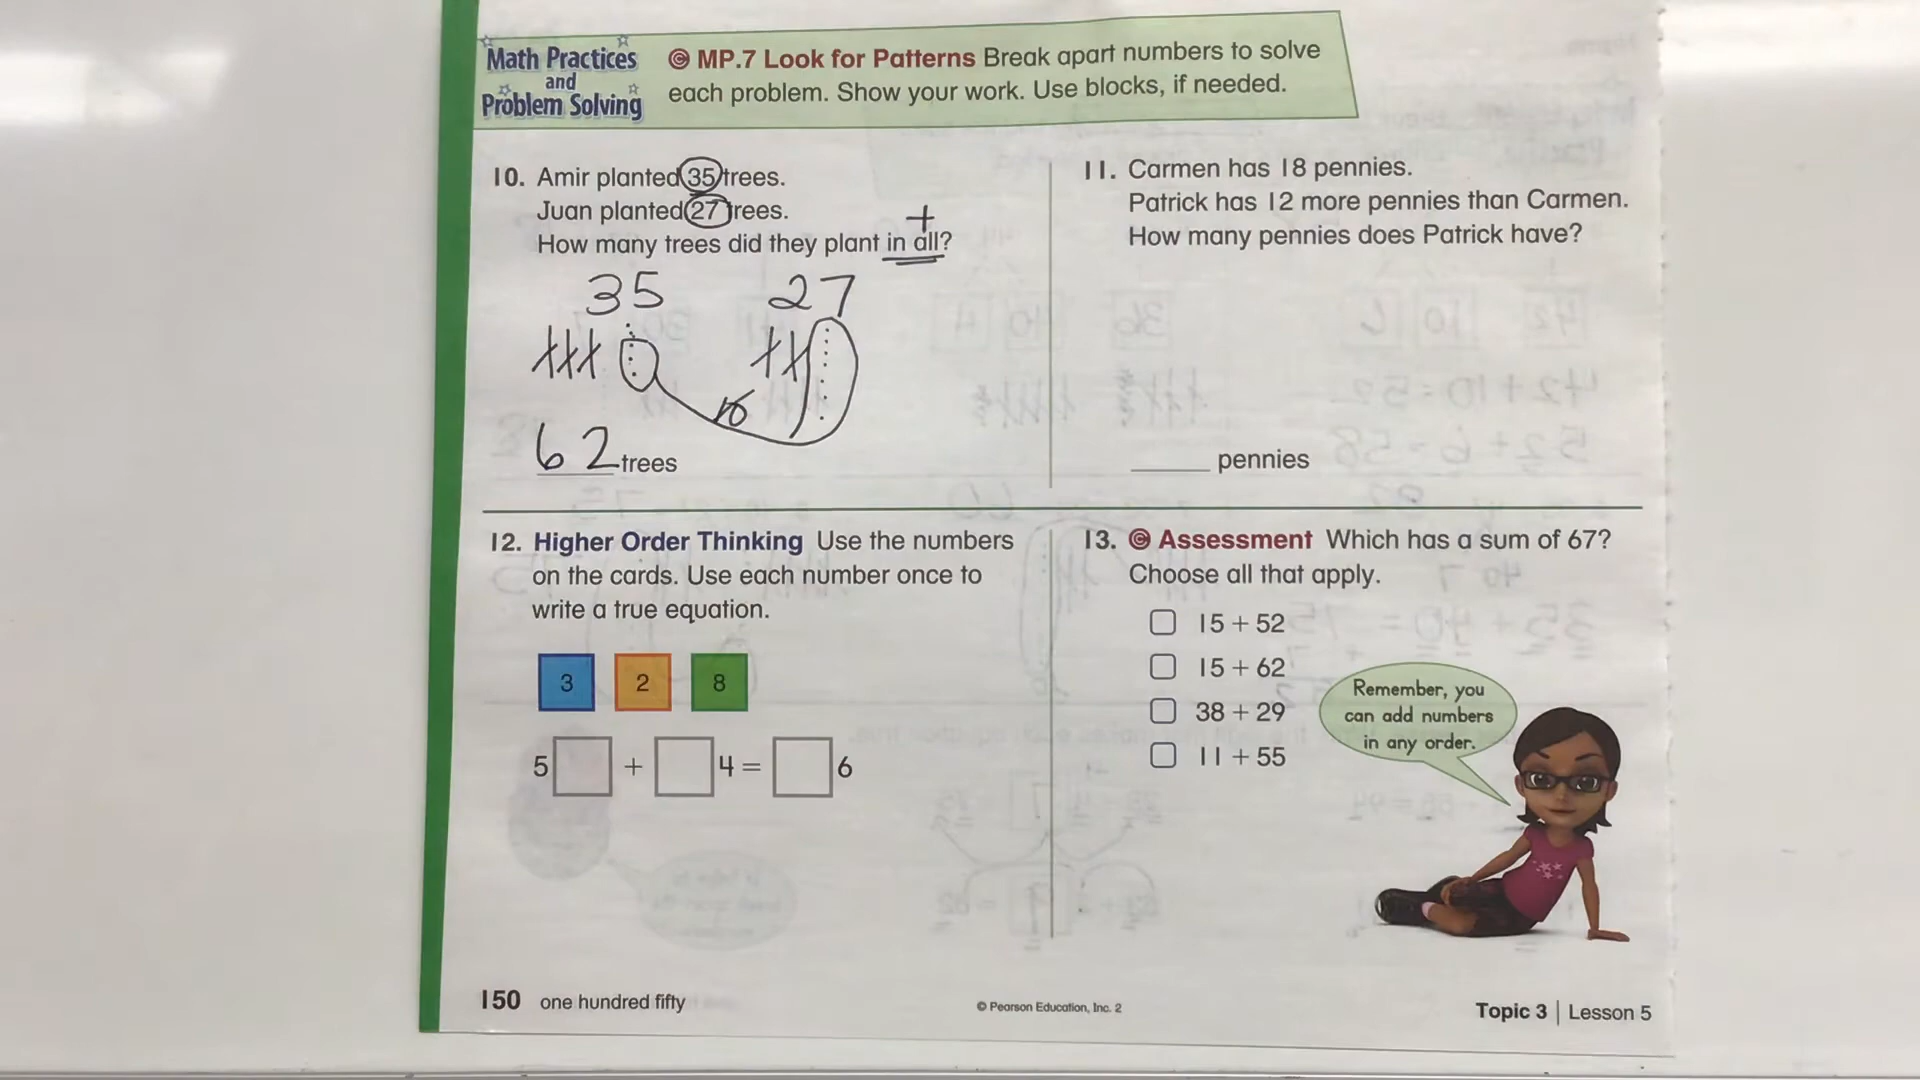 Math Practices
and
Problem Solving
© MP.7 Look for Patterns Break apart numbers to solve
each problem. Show your work. Use blocks, if needed.
10. Amir planted 35 trees.
Juan planted 27 trees.
+
How many trees did they plant in all?
35 27
10
62 trees
11. Carmen has 18 pennies.
Patrick has 12 more pennies than Carmen.
How many pennies does Patrick have?
_____ pennies
12. Higher Order Thinking Use the numbers
on the cards. Use each number once to
write a true equation.
3 2 8
5 + 4 = 6
13. © Assessment Which has a sum of 67?
Choose all that apply.
15 + 52
15 + 62
38 + 29
11 + 55
Remember, you
can add numbers
in any order.
150 one hundred fifty
© Pearson Education, Inc. 2
Topic 3 | Lesson 5